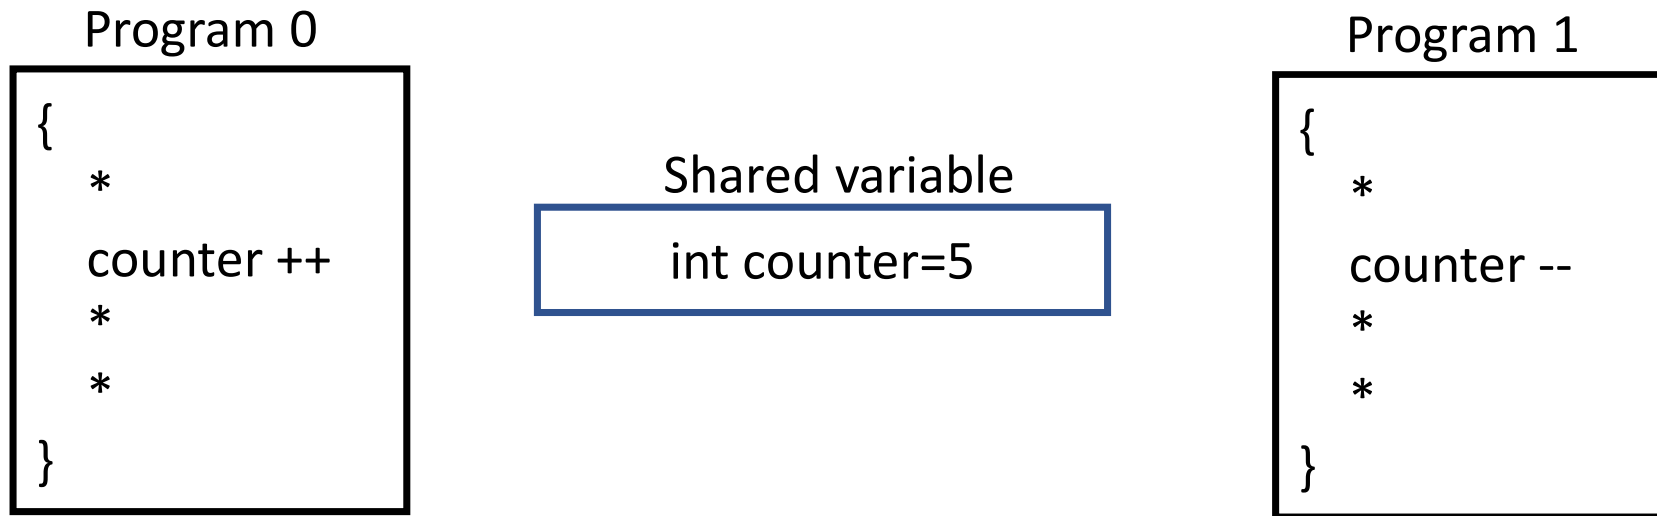 Program 0
{
*
counter ++
*
*
}
Shared variable
int counter=5
Program 1
{
*
counter --
*
*
}